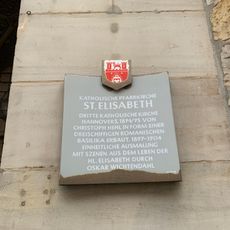 KATHOLISCHE PFARRKIRCHE
ST. ELISABETH
DRITTE KATHOLISCHE KIRCHE
HANNOVERS, 1894/95 VON
CHRISTOPH HEHL IN FORM EINER
DREISCHIFFIGEN ROMANISCHEN
BASILIKA ERBAUT. 1897-1904
EINHEITLICHE AUSMALUNG
MIT SZENEN AUS DEM LEBEN DER
HL. ELISABETH DURCH
OSKAR WICHTENDAHL